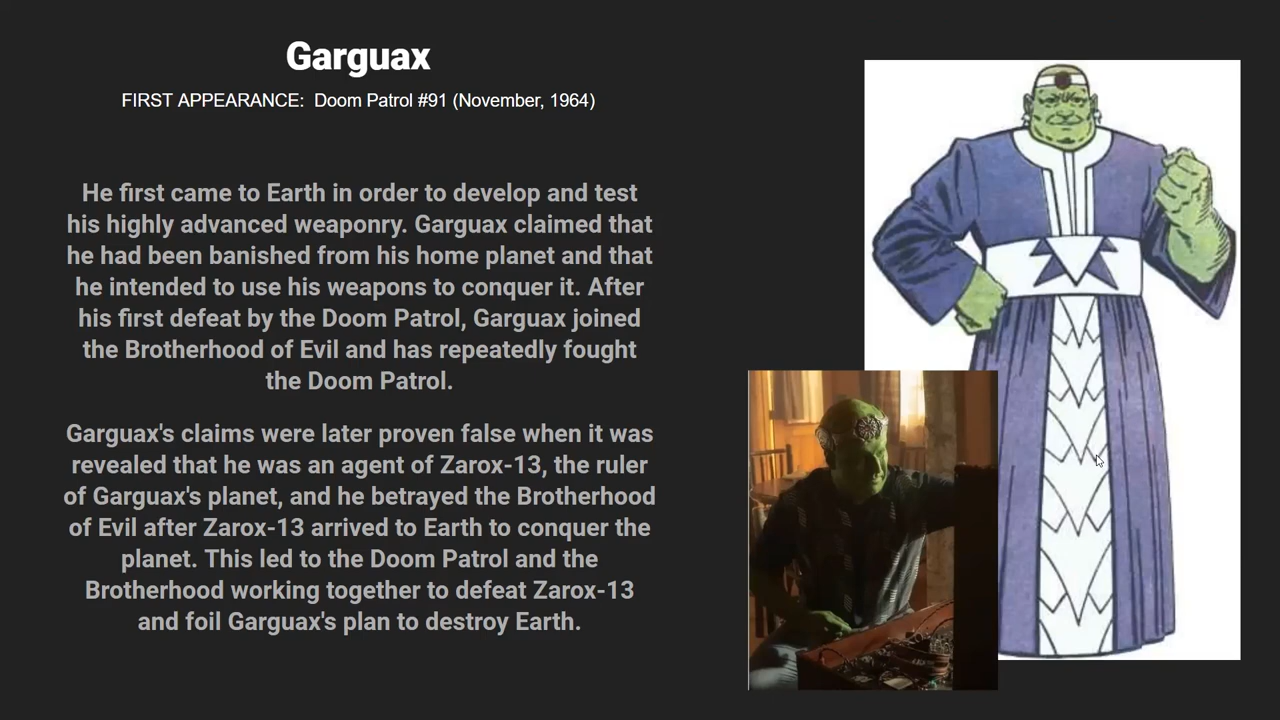 Garguax
FIRST APPEARANCE: Doom Patrol #91 (November, 1964)
He first came to Earth in order to develop and test
his highly advanced weaponry. Garguax claimed that
he had been banished from his home planet and that
he intended to use his weapons to conquer it. After
his first defeat by the Doom Patrol, Garguax joined
the Brotherhood of Evil and has repeatedly fought
the Doom Patrol.
Garguax's claims were later proven false when it was
revealed that he was an agent of Zarox-13, the ruler
of Garguax's planet, and he betrayed the Brotherhood
of Evil after Zarox-13 arrived to Earth to conquer the
planet. This led to the Doom Patrol and the
Brotherhood working together to defeat Zarox-13
and foil Garguax's plan to destroy Earth.